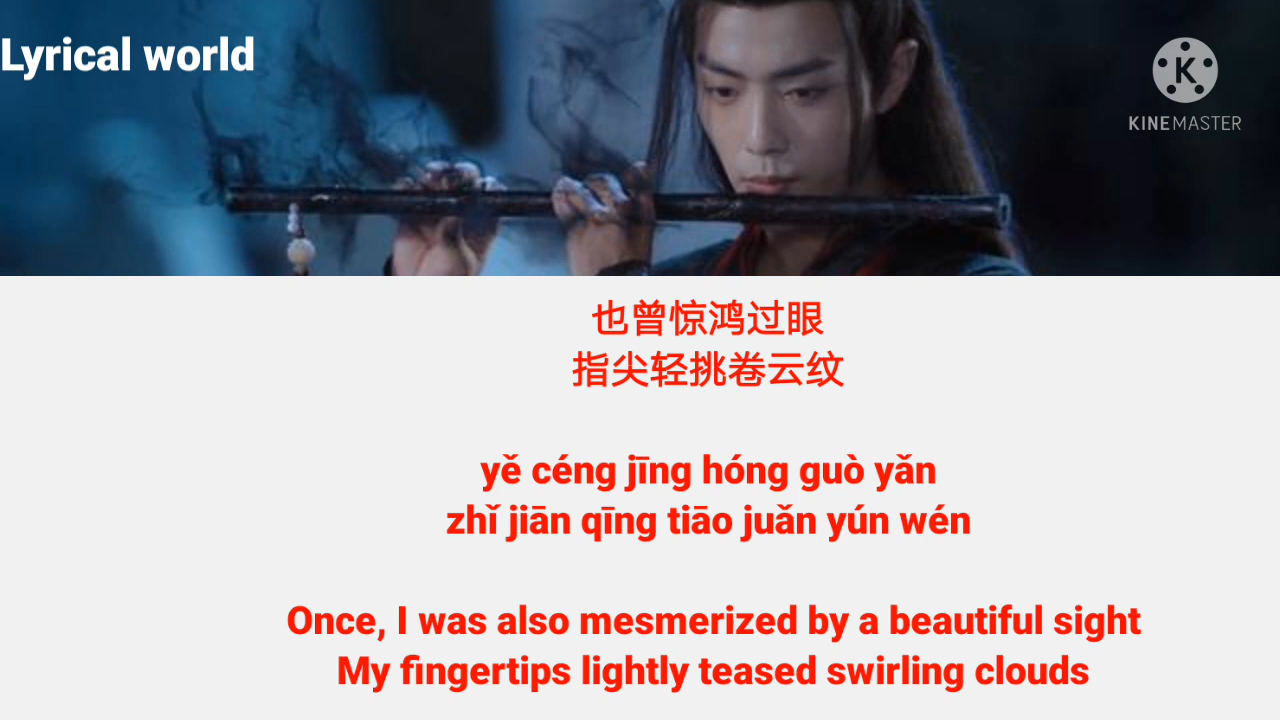 Lyrical world
KINEMASTER
也曾惊鸿过眼
指尖轻挑卷云纹
yě céng jīng hóng guò yǎn
zhǐ jiān qīng tiāo juǎn yún wén
Once, I was also mesmerized by a beautiful sight
My fingertips lightly teased swirling clouds